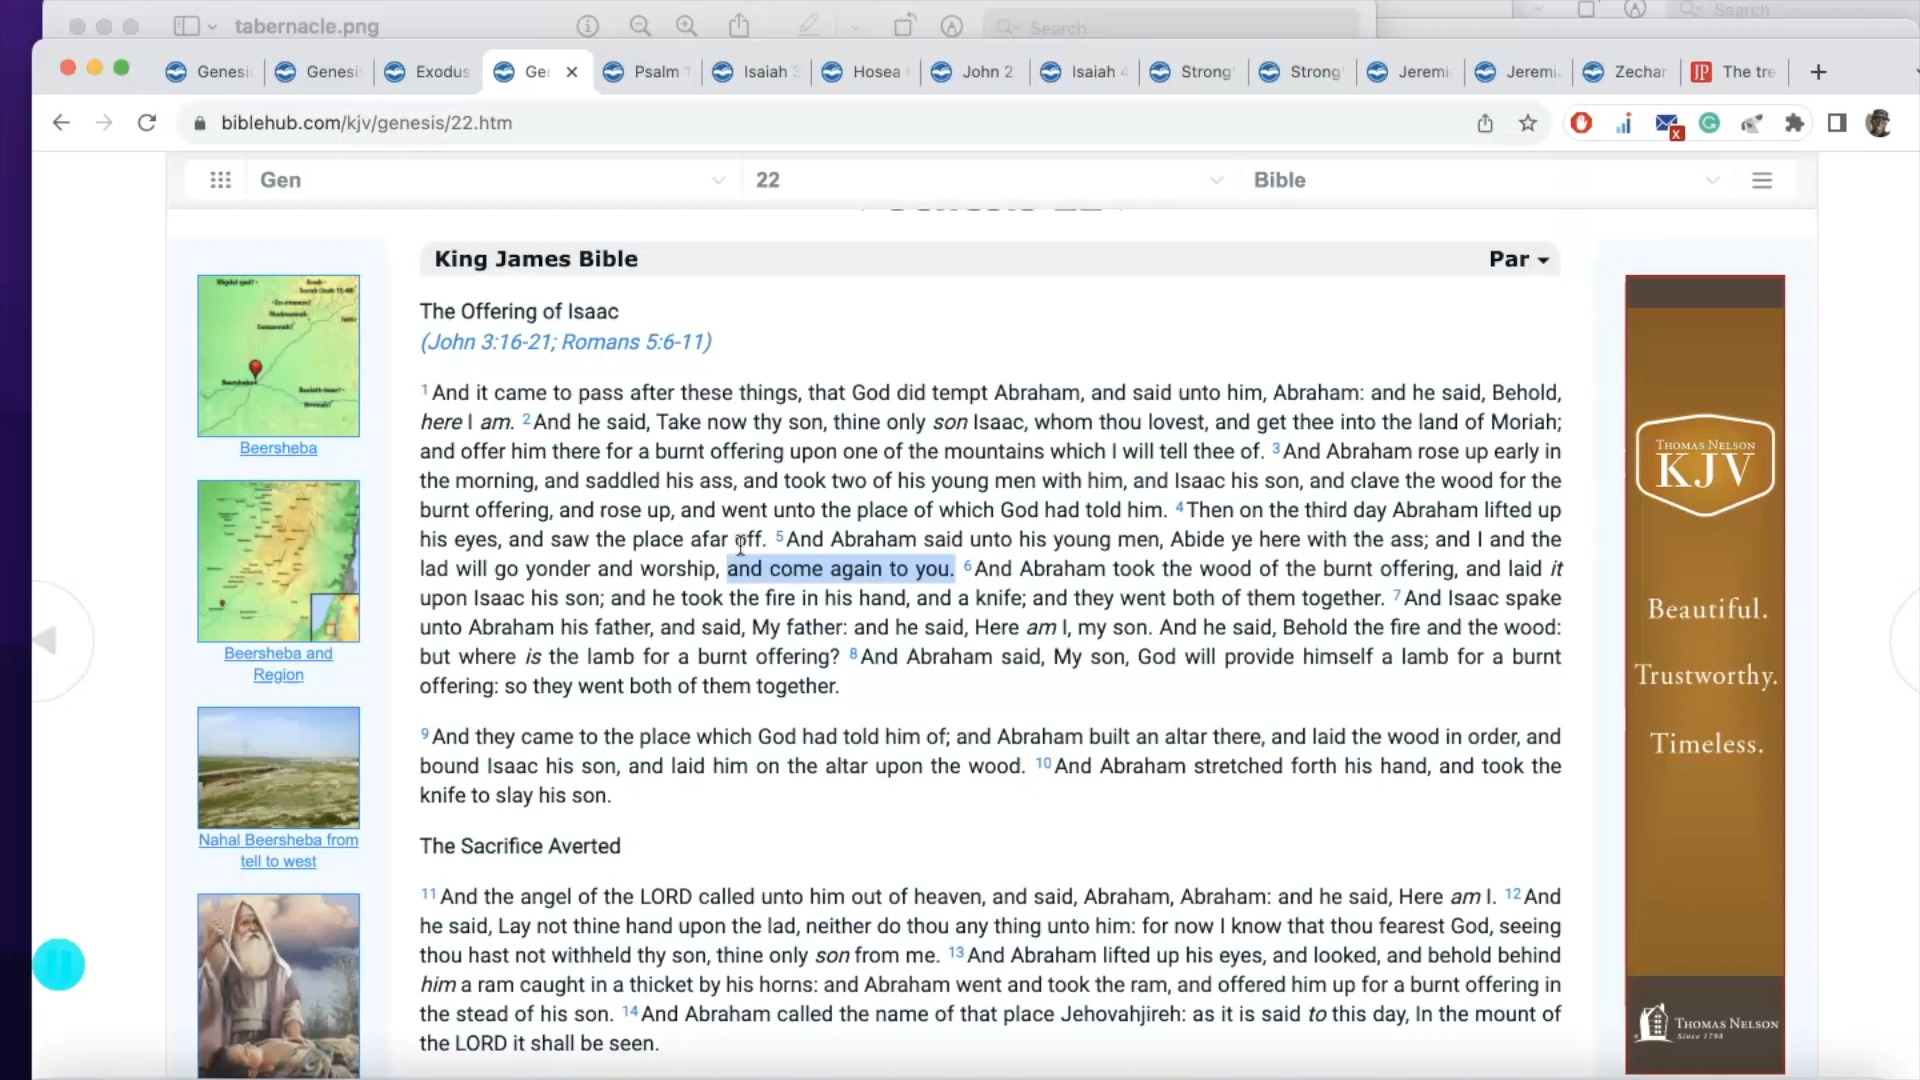 tabernacle.png
Search
Search
Genesi
Genesi
Exodus
Ge
Psalm 1
Isaiah
Hosea
John 2
Isaiah 4
Strong'
Strong'
Jeremi
Jeremi
Zechar
JP The tre
biblehub.com/kjv/genesis/22.htm
Gen 22 Bible
King James Bible Par
The Offering of Isaac
(John 3:16-21; Romans 5:6-11)
1 And it came to pass after these things, that God did tempt Abraham, and said unto him, Abraham: and he said, Behold,
here I am. 2 And he said, Take now thy son, thine only son Isaac, whom thou lovest, and get thee into the land of Moriah;
and offer him there for a burnt offering upon one of the mountains which I will tell thee of. 3 And Abraham rose up early in
the morning, and saddled his ass, and took two of his young men with him, and Isaac his son, and clave the wood for the
burnt offering, and rose up, and went unto the place of which God had told him. 4 Then on the third day Abraham lifted up
his eyes, and saw the place afar off. 5 And Abraham said unto his young men, Abide ye here with the ass; and I and the
lad will go yonder and worship, and come again to you. 6 And Abraham took the wood of the burnt offering, and laid it
upon Isaac his son; and he took the fire in his hand, and a knife; and they went both of them together. 7 And Isaac spake
unto Abraham his father, and said, My father: and he said, Here am I, my son. And he said, Behold the fire and the wood:
but where is the lamb for a burnt offering? 8 And Abraham said, My son, God will provide himself a lamb for a burnt
offering: so they went both of them together.
9 And they came to the place which God had told him of; and Abraham built an altar there, and laid the wood in order, and
bound Isaac his son, and laid him on the altar upon the wood. 10 And Abraham stretched forth his hand, and took the
knife to slay his son.
The Sacrifice Averted
11 And the angel of the LORD called unto him out of heaven, and said, Abraham, Abraham: and he said, Here am I. 12 And
he said, Lay not thine hand upon the lad, neither do thou any thing unto him: for now I know that thou fearest God, seeing
thou hast not withheld thy son, thine only son from me. 13 And Abraham lifted up his eyes, and looked, and behold behind
him a ram caught in a thicket by his horns: and Abraham went and took the ram, and offered him up for a burnt offering in
the stead of his son. 14 And Abraham called the name of that place Jehovahjireh: as it is said to this day, In the mount of
the LORD it shall be seen.
Beersheba
Beersheba and
Region
Nahal Beersheba from
tell to west
THOMAS NELSON
KJV
Beautiful.
Trustworthy.
Timeless.
THOMAS NELSON
Since 1798